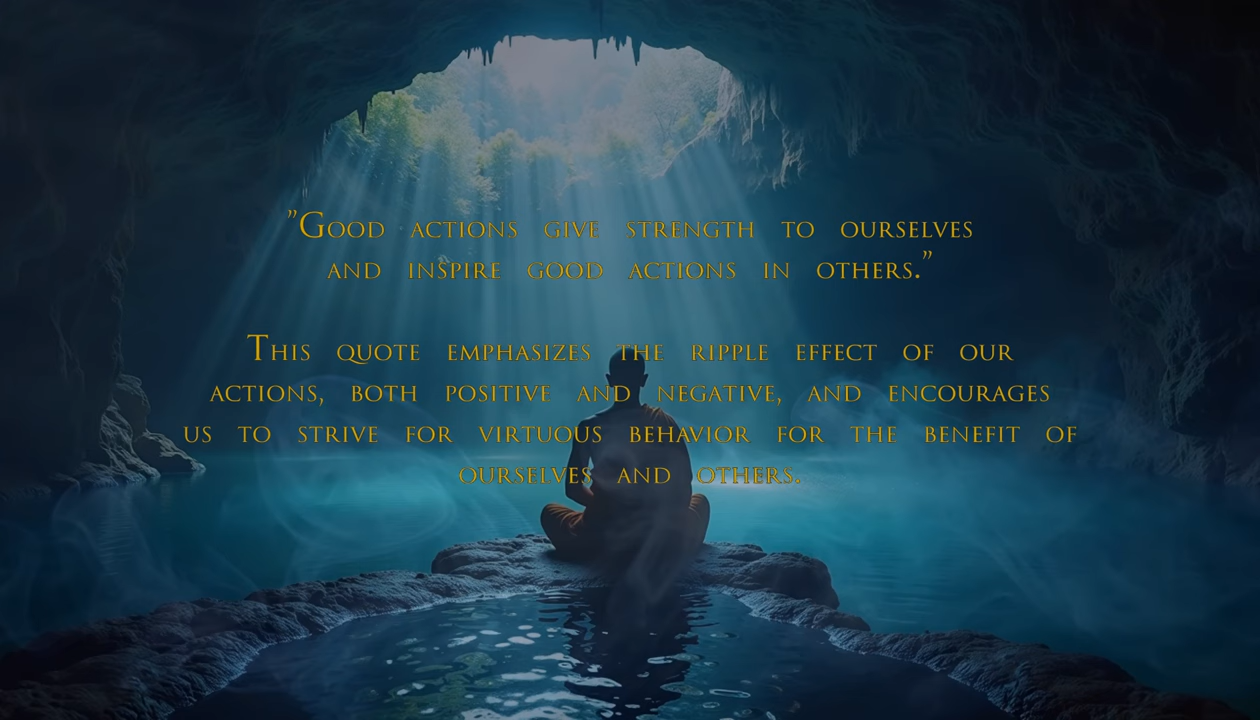 ”Good actions give strength to ourselves
and inspire good actions in others.”
This quote emphasizes the ripple effect of our
actions, both positive and negative, and encourages
us to strive for virtuous behavior for the benefit of
ourselves and others.